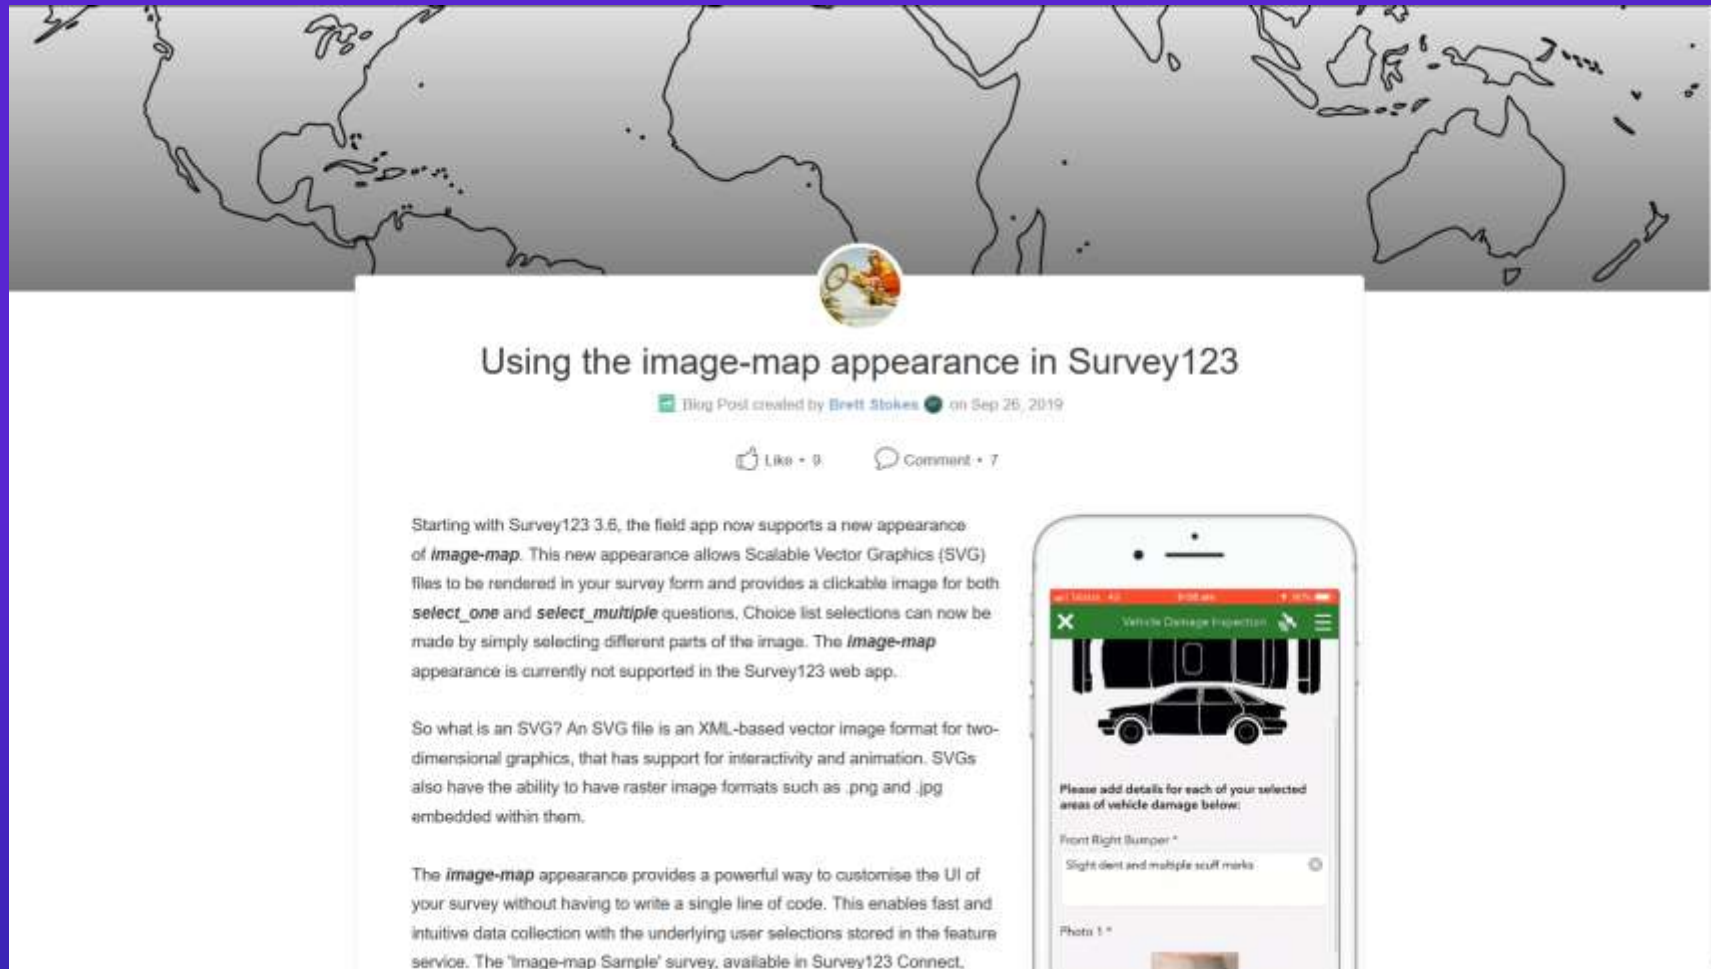 Using the image-map appearance in Survey123
Blog Post created by Brett Stokes on Sep 26, 2019
Like • 9 Comment • 7
Starting with Survey123 3.6, the field app now supports a new appearance
of image-map. This new appearance allows Scalable Vector Graphics (SVG)
files to be rendered in your survey form and provides a clickable image for both
select_one and select_multiple questions. Choice list selections can now be
made by simply selecting different parts of the image. The image-map
appearance is currently not supported in the Survey123 web app.
So what is an SVG? An SVG file is an XML-based vector image format for two-
dimensional graphics, that has support for interactivity and animation. SVGs
also have the ability to have raster image formats such as .png and .jpg
embedded within them.
The image-map appearance provides a powerful way to customise the UI of
your survey without having to write a single line of code. This enables fast and
intuitive data collection with the underlying user selections stored in the feature
service. The 'Image-map Sample' survey, available in Survey123 Connect,
Vehicle Damage Inspection
Please add details for each of your selected
areas of vehicle damage below:
Front Right Bumper *
Slight dent and multiple scuff marks
Photo 1 *